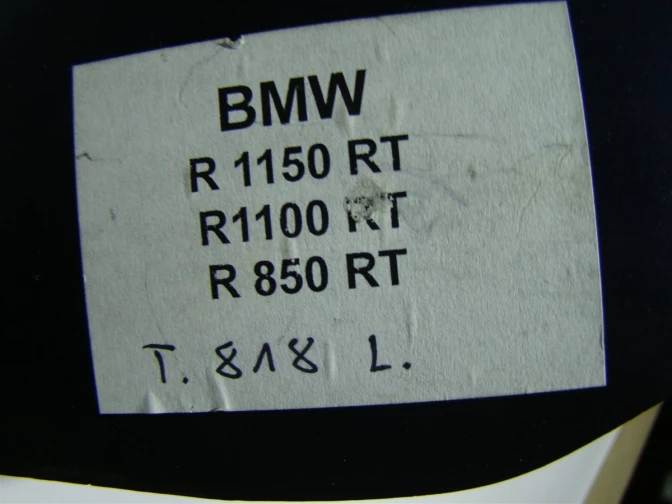 BMW
R 1150 RT
R1100 RT
R 850 RT
T. 818 L.